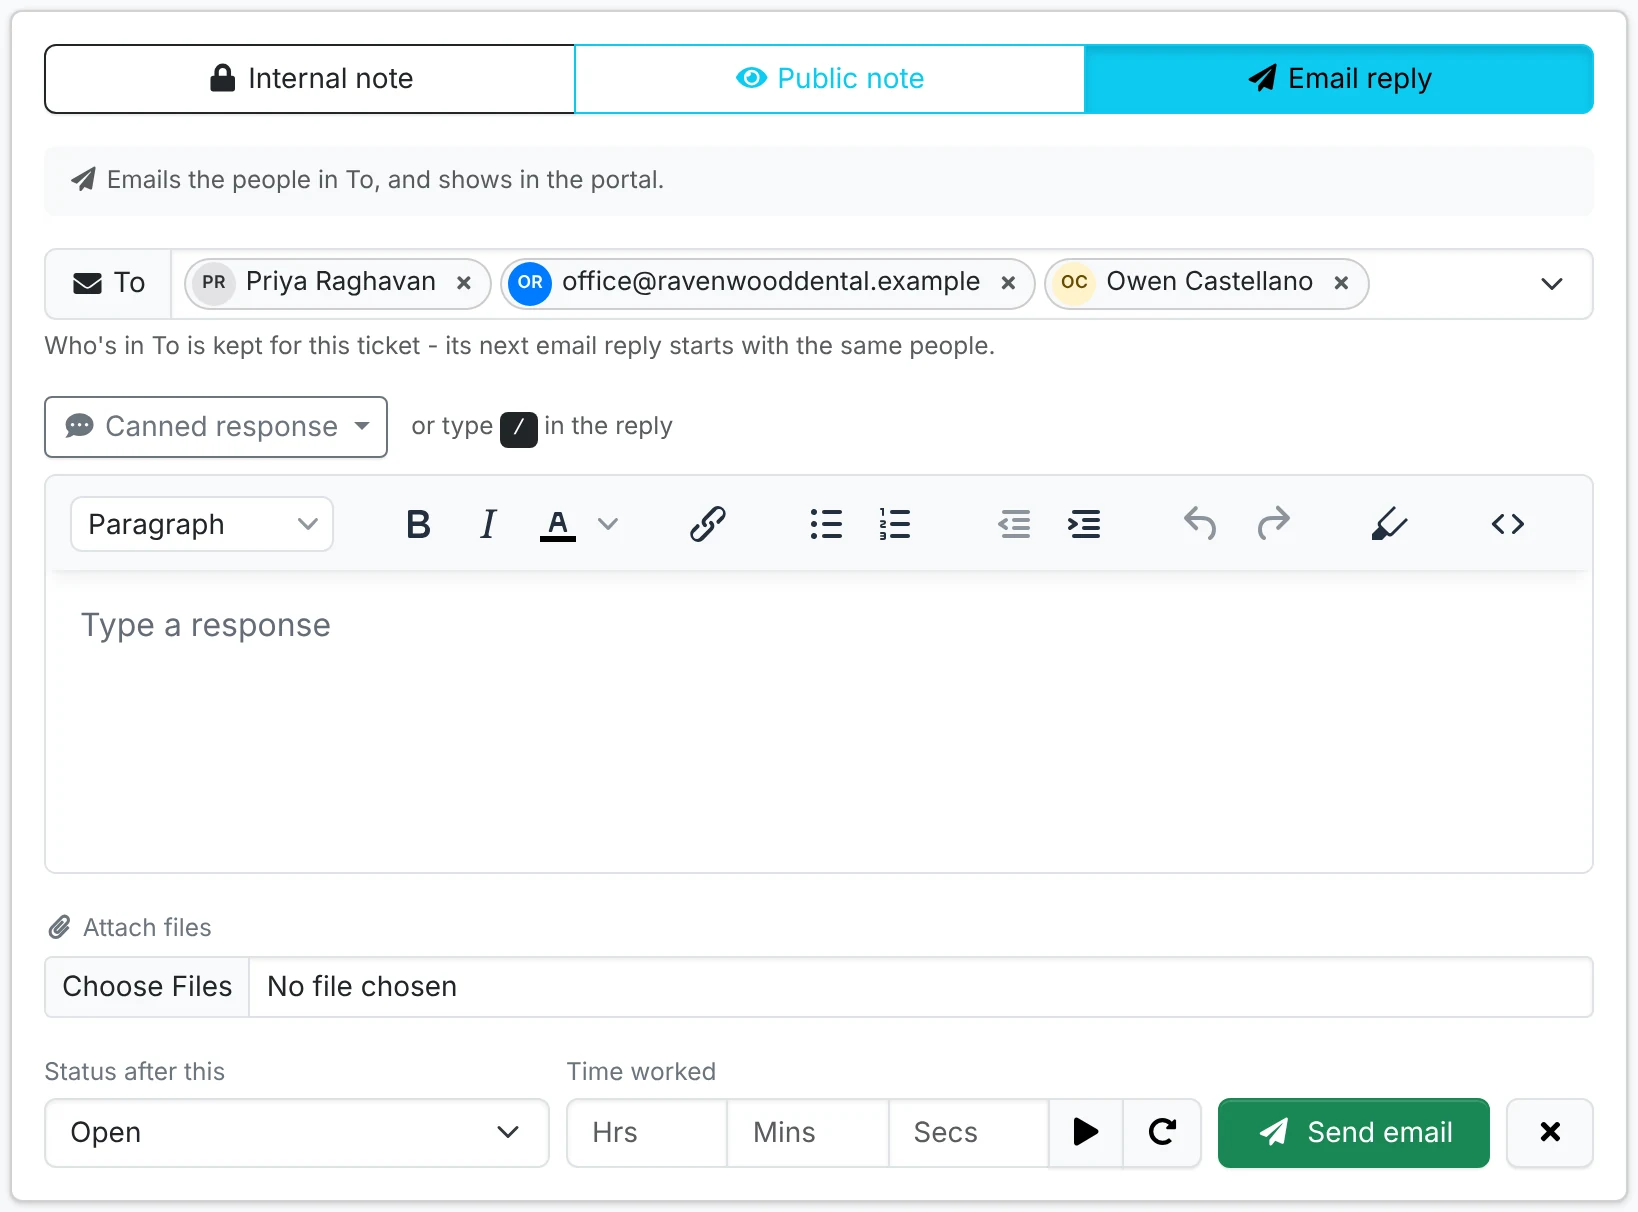 Internal note
Public note
Email reply
Emails the people in To, and shows in the portal.
To
PR Priya Raghavan
OR office@ravenwooddental.example
OC Owen Castellano
Who's in To is kept for this ticket - its next email reply starts with the same people.
Canned response
or type / in the reply
Paragraph
B I A
Type a response
Attach files
Choose Files No file chosen
Status after this
Time worked
Open
Hrs
Mins
Secs
Send email